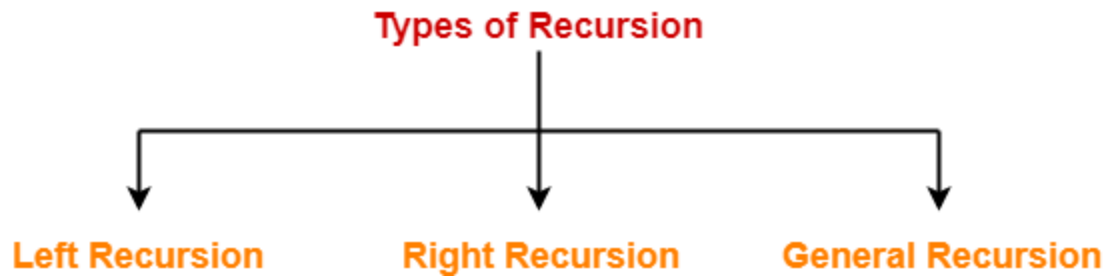 Types of Recursion
Left Recursion
Right Recursion
General Recursion